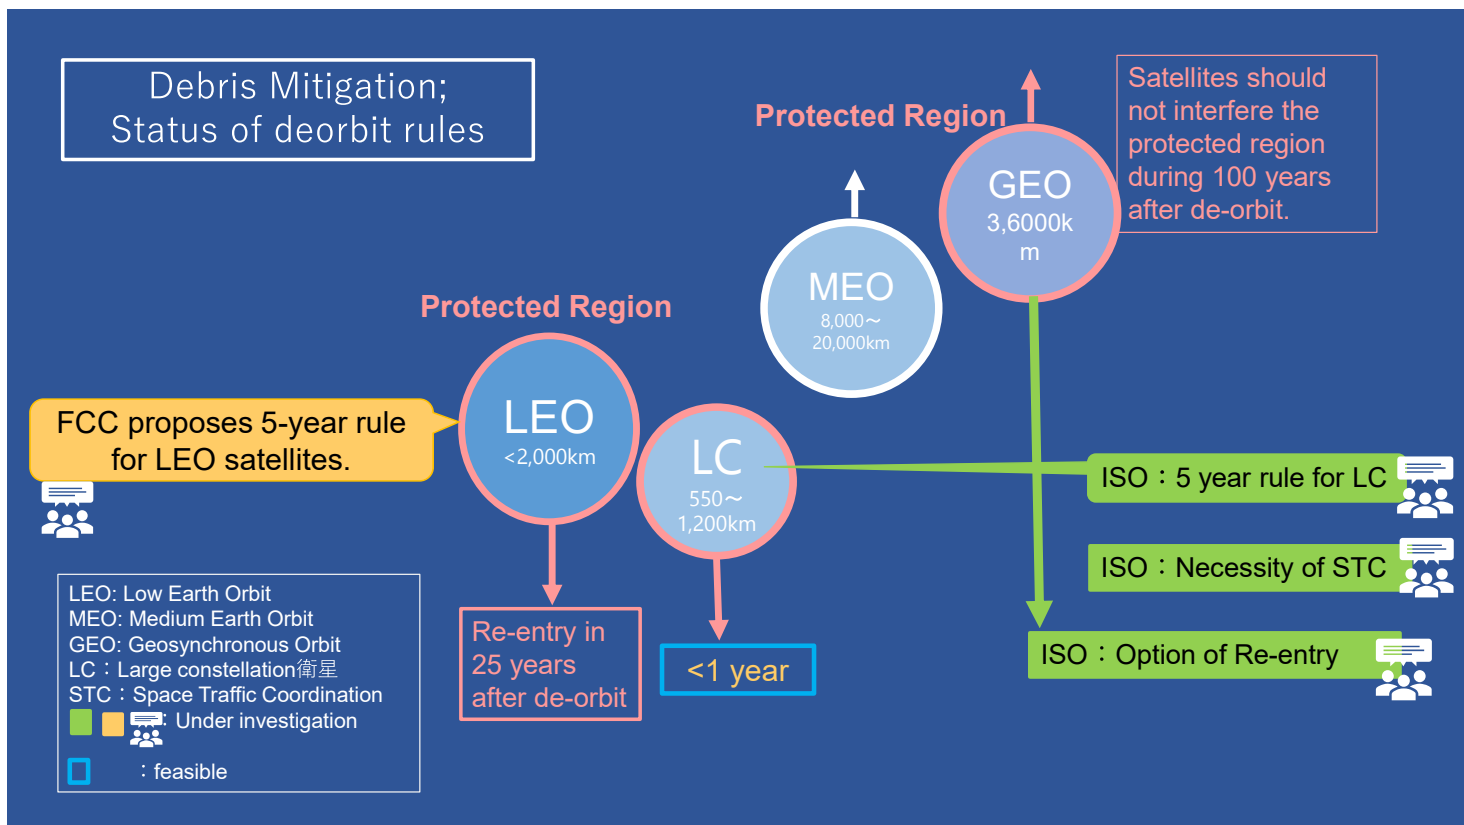 Debris Mitigation;
Status of deorbit rules
Protected Region
GEO
3,6000k
m
Satellites should
not interfere the
protected region
during 100 years
after de-orbit.
MEO
8,000～
20,000km
Protected Region
LEO
<2,000km
LC
550～
1,200km
FCC proposes 5-year rule
for LEO satellites.
ISO：5 year rule for LC
ISO：Necessity of STC
ISO：Option of Re-entry
Re-entry in
25 years
after de-orbit
<1 year
LEO: Low Earth Orbit
MEO: Medium Earth Orbit
GEO: Geosynchronous Orbit
LC：Large constellation衛星
STC：Space Traffic Coordination
：Under investigation
：feasible